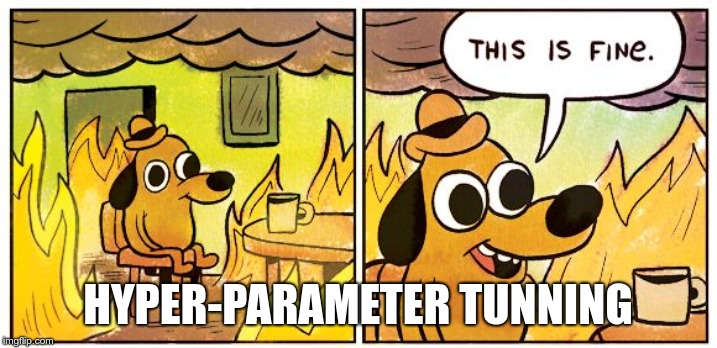 THIS IS FINE.
HYPER-PARAMETER TUNNING
imgflip.com